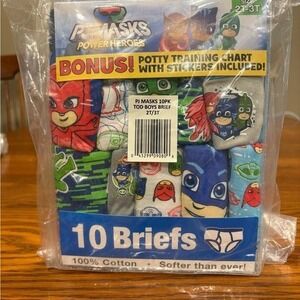 PJ MASKS
POWER HEROES
2T-3T
BONUS! POTTY TRAINING CHART
WITH STICKERS INCLUDED!
PJ MASKS 10PK
TOD BOYS BRIEF
2T/3T
10 Briefs
100% Cotton • Softer than ever!